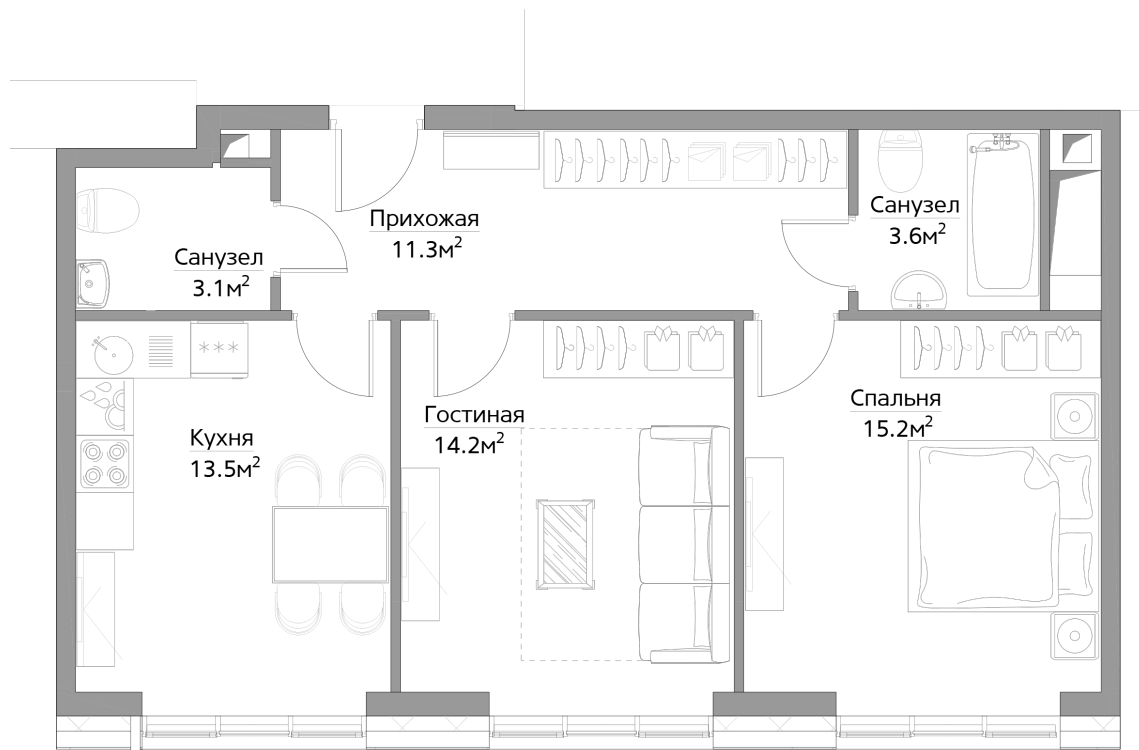 Прихожая
11.3м²
Санузел
3.6м²
Санузел
3.1м²
***
Кухня
13.5м²
Гостиная
14.2м²
Спальня
15.2м²